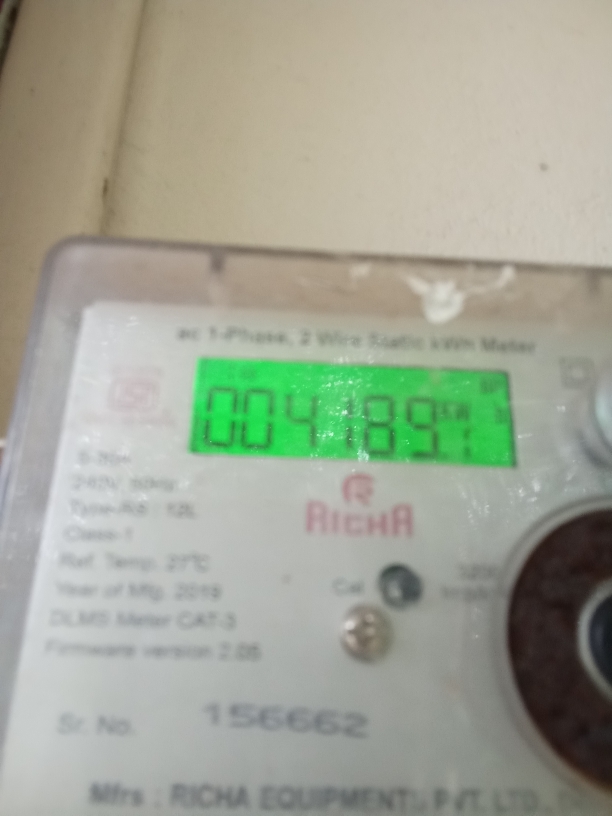 ac 1-Phase, 2 Wire Static kWh Meter
004189.1
KW
RICHA
240V 50Hz
Class-1
Ref. Temp. 27°C
Year of Mfg. 2019
Cal.
DLMS Meter CAT-3
Firmware version 2.05
Sr. No. 156662
Mfrs : RICHA EQUIPMENTS PVT. LTD.,